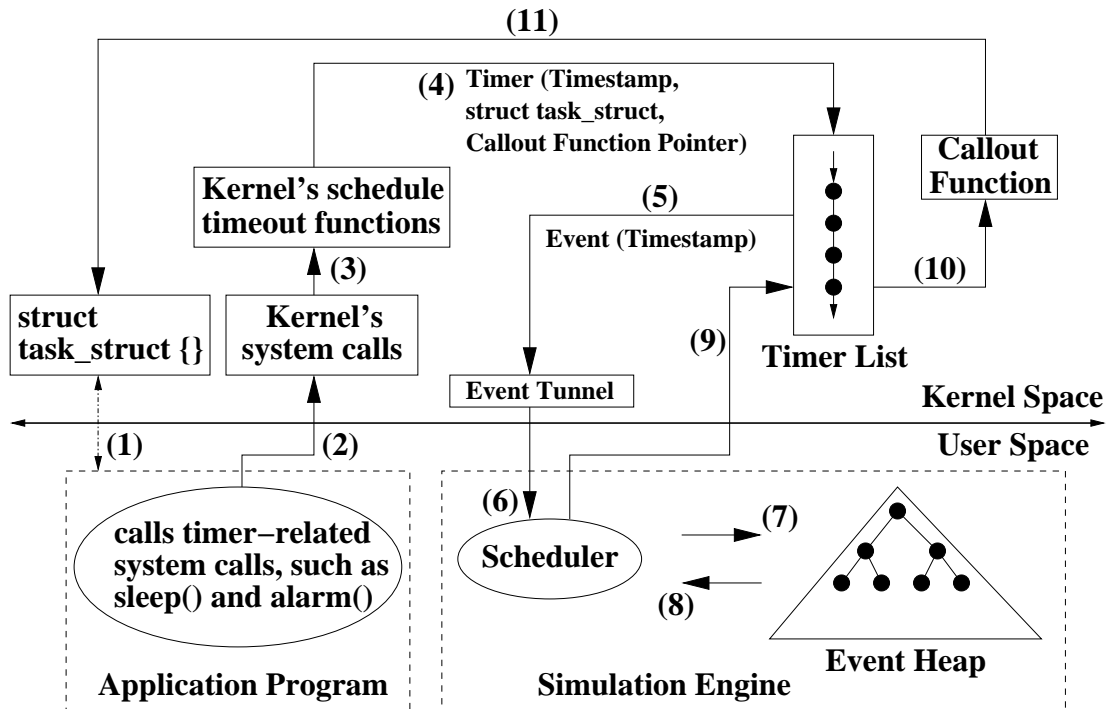 (11)
(4)
Timer (Timestamp,
struct task_struct,
Callout Function Pointer)
Callout
Function
Kernel's schedule
timeout functions
(5)
Event (Timestamp)
(10)
(3)
struct
task_struct {}
Kernel's
system calls
(9)
Timer List
Event Tunnel
Kernel Space
User Space
(1)
(2)
(6)
(7)
calls timer–related
system calls, such as
sleep() and alarm()
Scheduler
(8)
Event Heap
Application Program
Simulation Engine